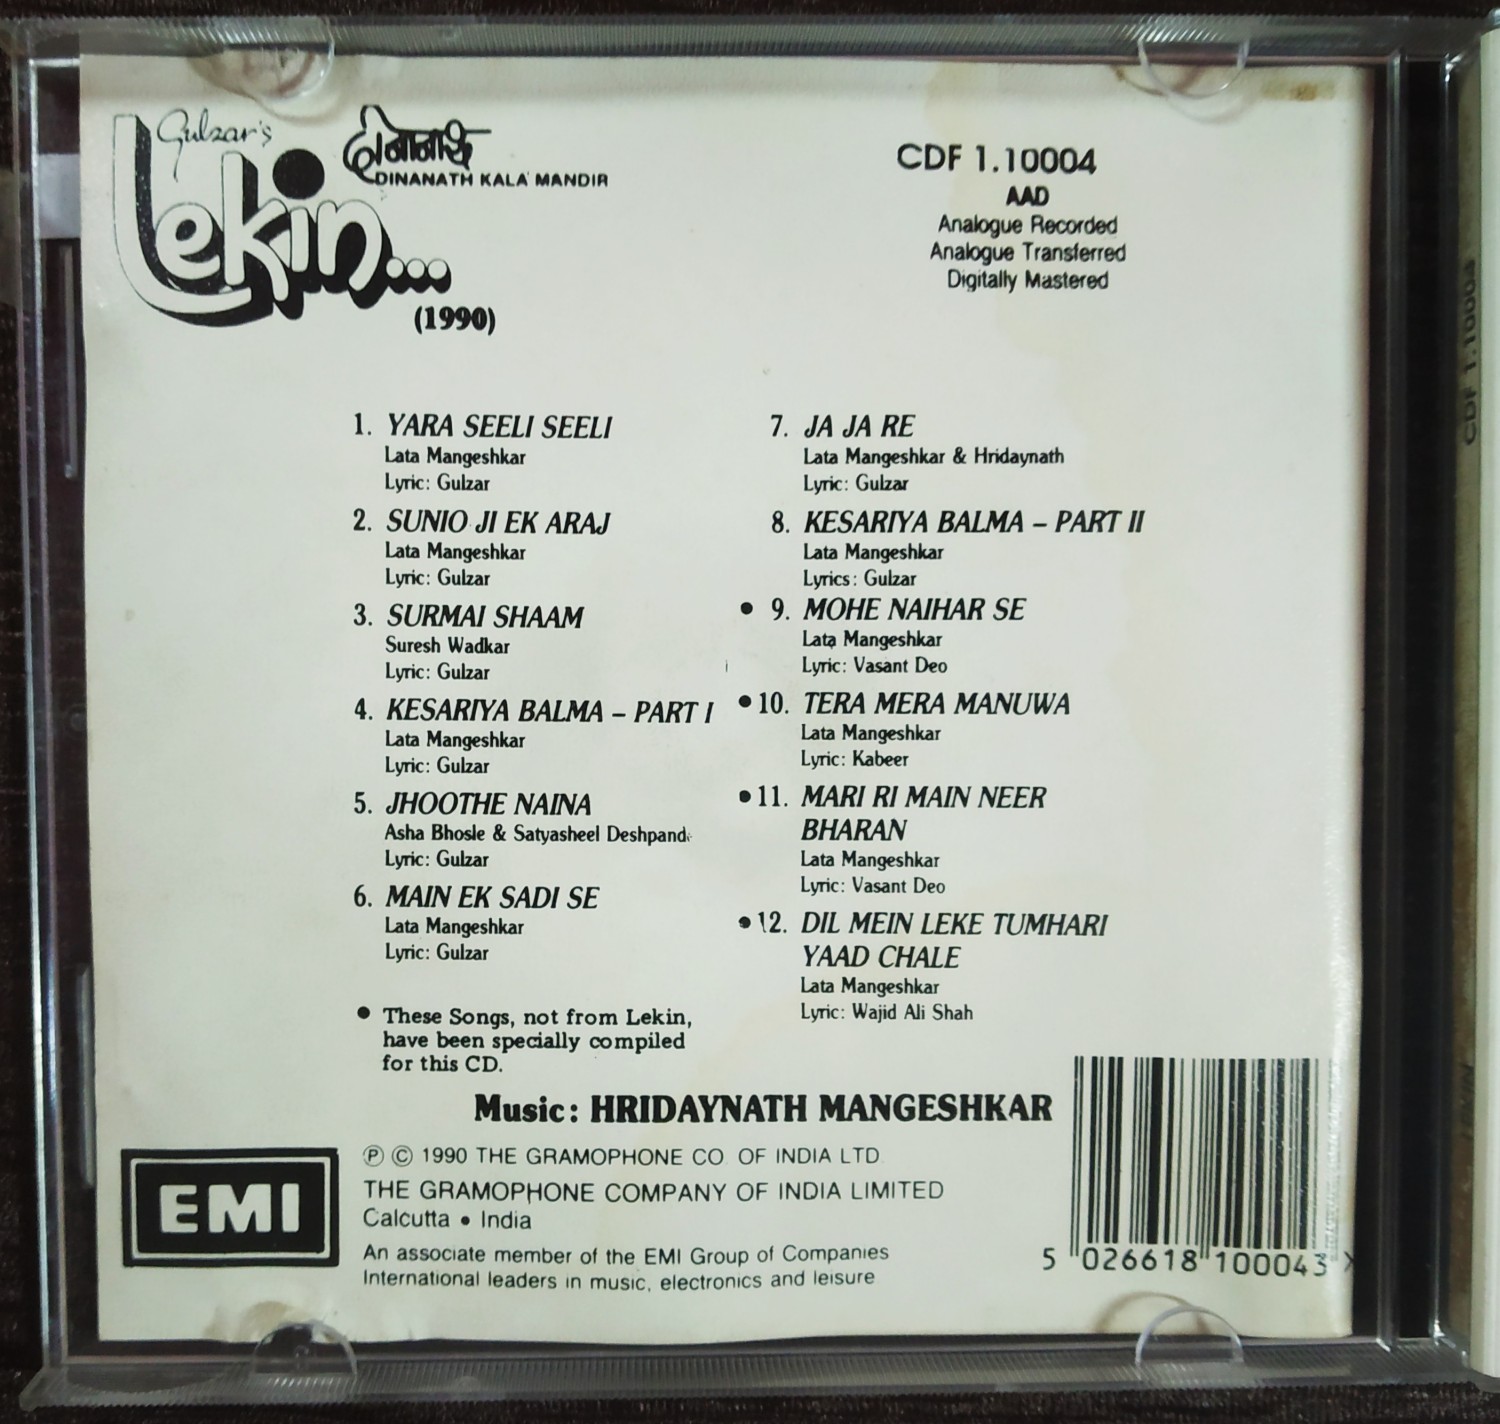 Gulzar's
Lekin...
दीनानाथ
DINANATH KALA MANDIR
(1990)
CDF 1.10004
AAD
Analogue Recorded
Analogue Transferred
Digitally Mastered
1. YARA SEELI SEELI
Lata Mangeshkar
Lyric: Gulzar
2. SUNIO JI EK ARAJ
Lata Mangeshkar
Lyric: Gulzar
3. SURMAI SHAAM
Suresh Wadkar
Lyric: Gulzar
4. KESARIYA BALMA – PART I
Lata Mangeshkar
Lyric: Gulzar
5. JHOOTHE NAINA
Asha Bhosle & Satyasheel Deshpand
Lyric: Gulzar
6. MAIN EK SADI SE
Lata Mangeshkar
Lyric: Gulzar
• These Songs, not from Lekin,
have been specially compiled
for this CD.
7. JA JA RE
Lata Mangeshkar & Hridaynath
Lyric: Gulzar
8. KESARIYA BALMA – PART II
Lata Mangeshkar
Lyrics: Gulzar
• 9. MOHE NAIHAR SE
Lata Mangeshkar
Lyric: Vasant Deo
• 10. TERA MERA MANUWA
Lata Mangeshkar
Lyric: Kabeer
• 11. MARI RI MAIN NEER
BHARAN
Lata Mangeshkar
Lyric: Vasant Deo
• 12. DIL MEIN LEKE TUMHARI
YAAD CHALE
Lata Mangeshkar
Lyric: Wajid Ali Shah
Music: HRIDAYNATH MANGESHKAR
EMI
Ⓟ © 1990 THE GRAMOPHONE CO. OF INDIA LTD.
THE GRAMOPHONE COMPANY OF INDIA LIMITED
Calcutta • India
An associate member of the EMI Group of Companies
International leaders in music, electronics and leisure
5 026618 100043 X
CDF 1.10004